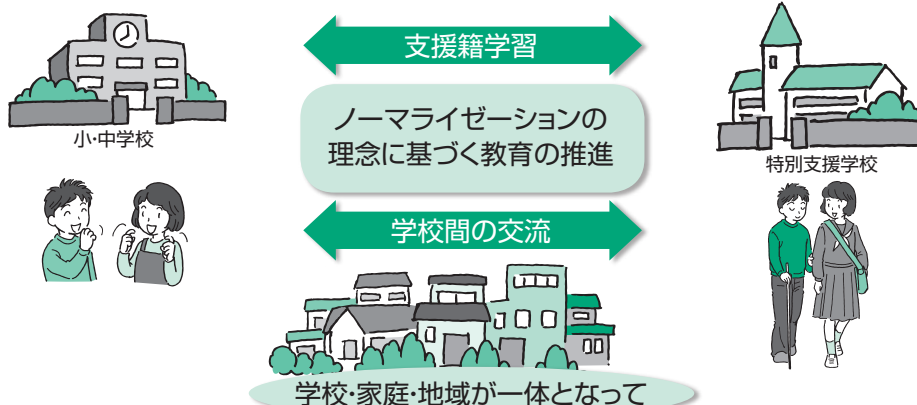 支援籍学習
小・中学校
ノーマライゼーションの
理念に基づく教育の推進
特別支援学校
学校間の交流
学校・家庭・地域が一体となって